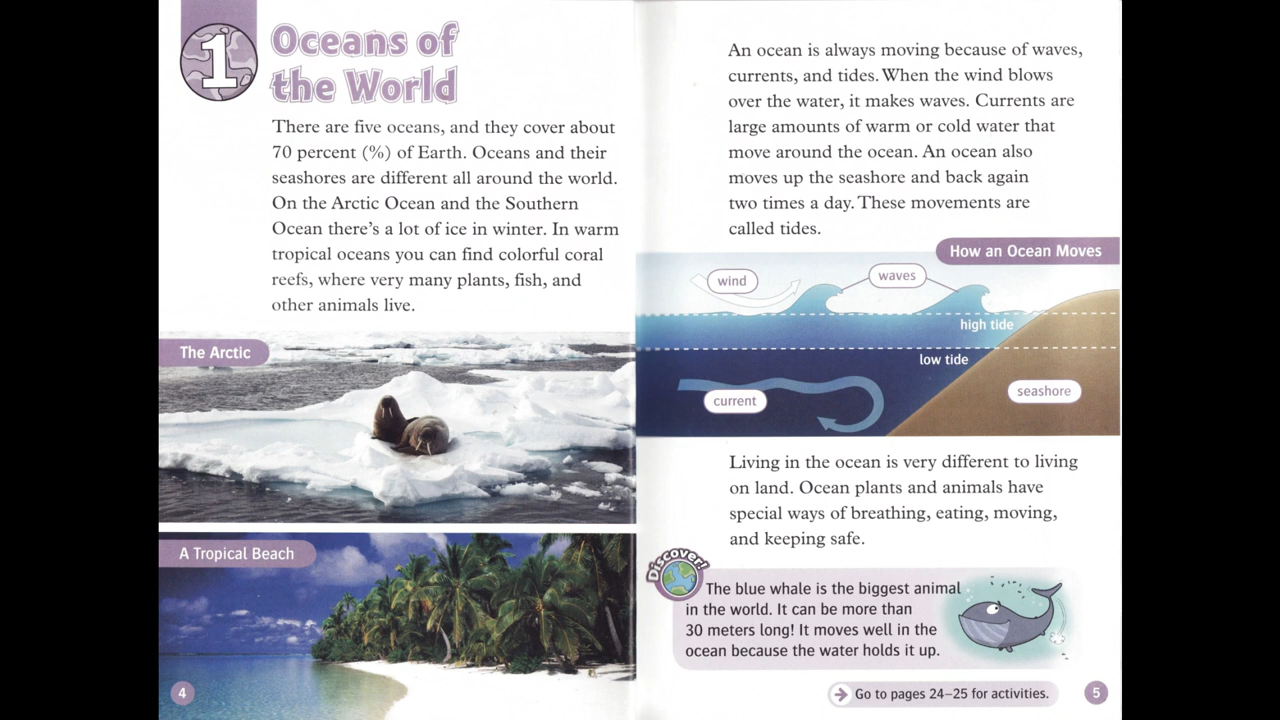 1
Oceans of
the World
There are five oceans, and they cover about
70 percent (%) of Earth. Oceans and their
seashores are different all around the world.
On the Arctic Ocean and the Southern
Ocean there's a lot of ice in winter. In warm
tropical oceans you can find colorful coral
reefs, where very many plants, fish, and
other animals live.
The Arctic
A Tropical Beach
4
An ocean is always moving because of waves,
currents, and tides. When the wind blows
over the water, it makes waves. Currents are
large amounts of warm or cold water that
move around the ocean. An ocean also
moves up the seashore and back again
two times a day. These movements are
called tides.
How an Ocean Moves
wind
waves
high tide
low tide
current
seashore
Living in the ocean is very different to living
on land. Ocean plants and animals have
special ways of breathing, eating, moving,
and keeping safe.
Discover!
The blue whale is the biggest animal
in the world. It can be more than
30 meters long! It moves well in the
ocean because the water holds it up.
Go to pages 24–25 for activities.
5